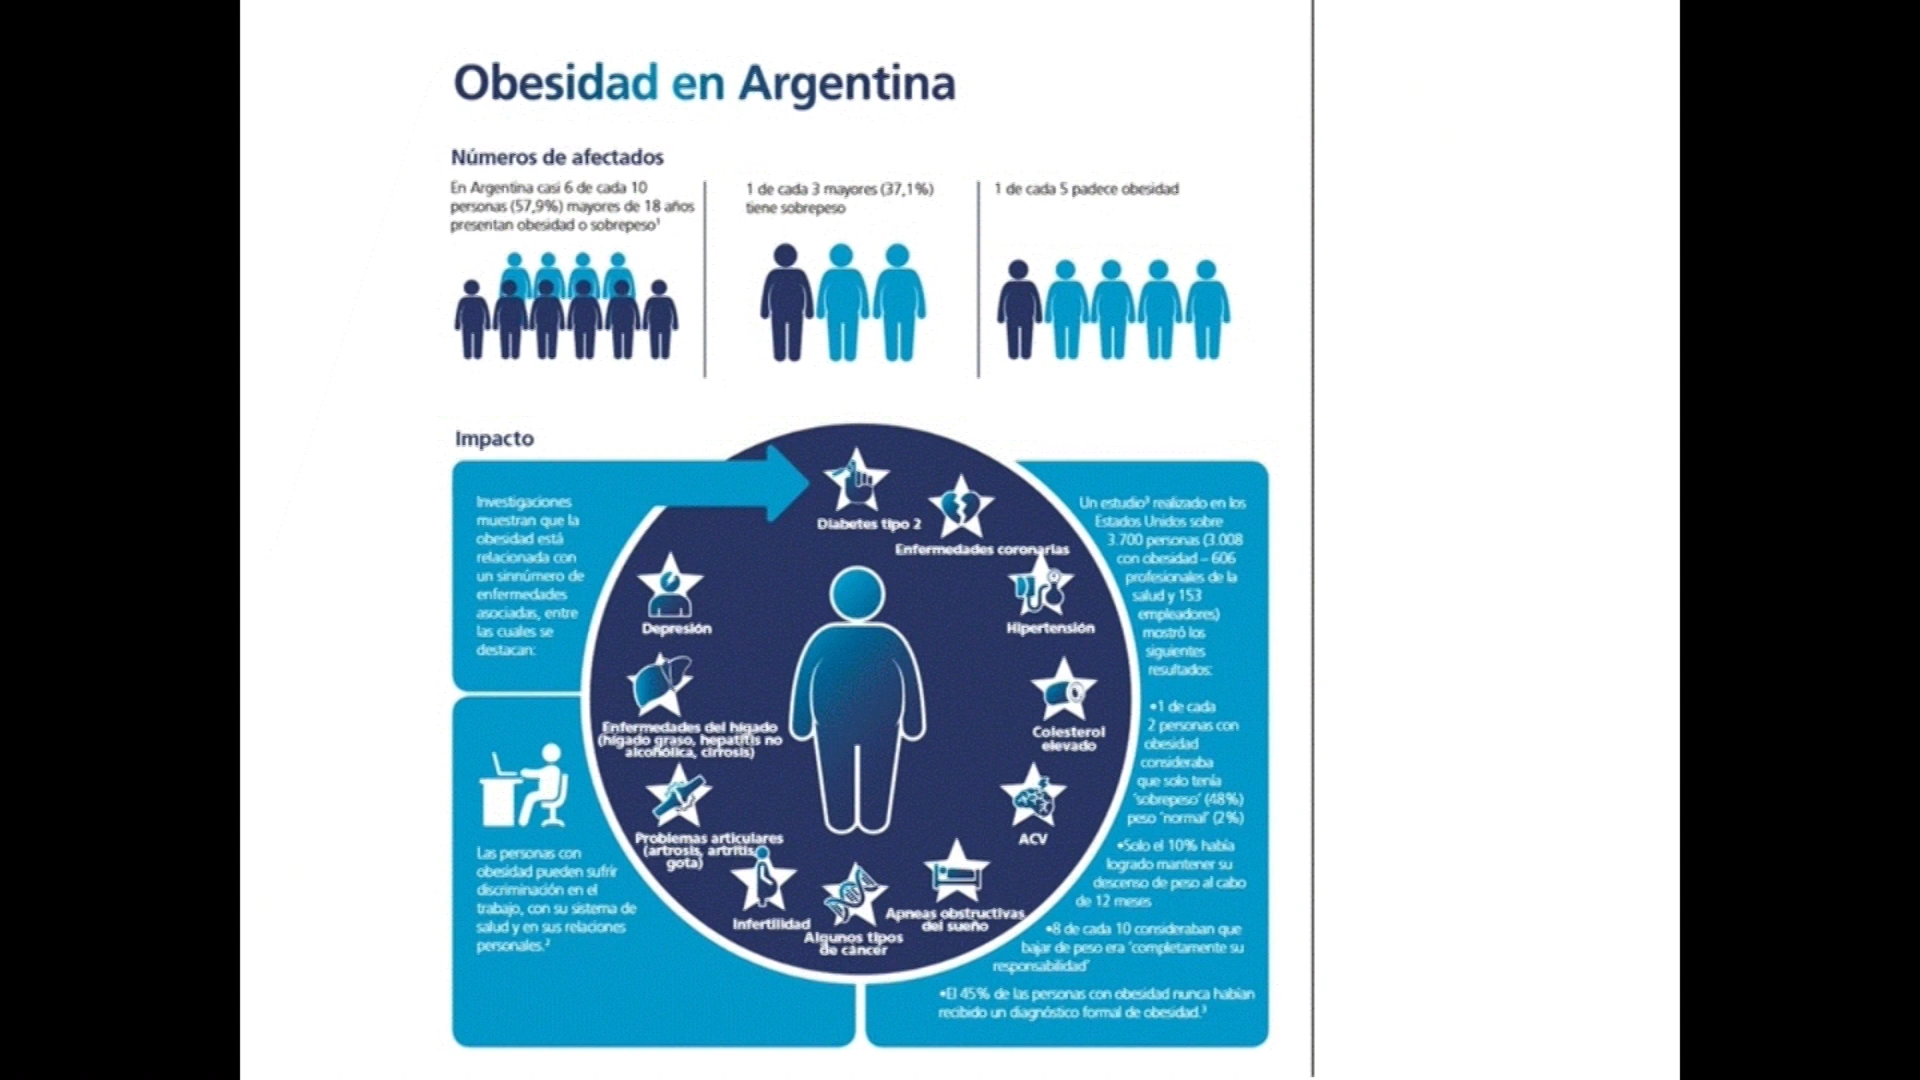 Obesidad en Argentina
Números de afectados
En Argentina casi 6 de cada 10
personas (57,9%) mayores de 18 años
presentan obesidad o sobrepeso¹
1 de cada 3 mayores (37,1%)
tiene sobrepeso
1 de cada 5 padece obesidad
Impacto
Investigaciones
muestran que la
obesidad está
relacionada con
un sinnúmero de
enfermedades
asociadas, entre
las cuales se
destacan:
Diabetes tipo 2
Enfermedades coronarias
Hipertensión
Colesterol
elevado
ACV
Apneas obstructivas
del sueño
Algunos tipos
de cáncer
Infertilidad
Problemas articulares
(artrosis, artritis,
gota)
Enfermedades del hígado
(hígado graso, hepatitis no
alcohólica, cirrosis)
Depresión
Las personas con
obesidad pueden sufrir
discriminación en el
trabajo, con su sistema de
salud y en sus relaciones
personales.²
Un estudio³ realizado en los
Estados Unidos sobre
3.700 personas (3.008
con obesidad – 606
profesionales de la
salud y 153
empleadores)
mostró los
siguientes
resultados:
•1 de cada
2 personas con
obesidad
consideraba
que solo tenía
"sobrepeso" (48%)
peso "normal" (2%)
•Solo el 10% había
logrado mantener su
descenso de peso al cabo
de 12 meses
•8 de cada 10 consideraban que
bajar de peso era "completamente su
responsabilidad"
•El 45% de las personas con obesidad nunca habían
recibido un diagnóstico formal de obesidad.³